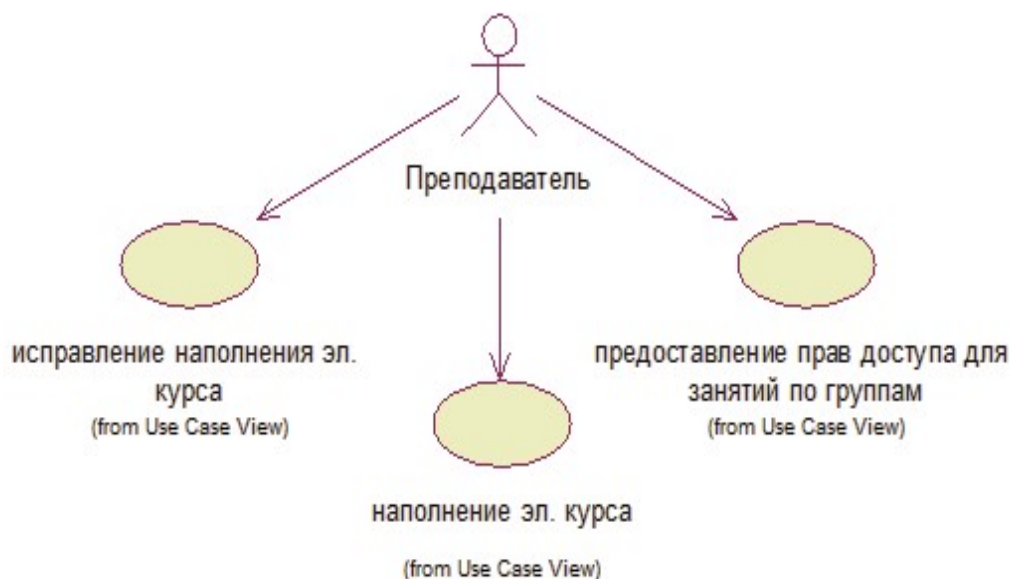 Преподаватель
исправление наполнения эл.
курса
(from Use Case View)
предоставление прав доступа для
занятий по группам
(from Use Case View)
наполнение эл. курса
(from Use Case View)